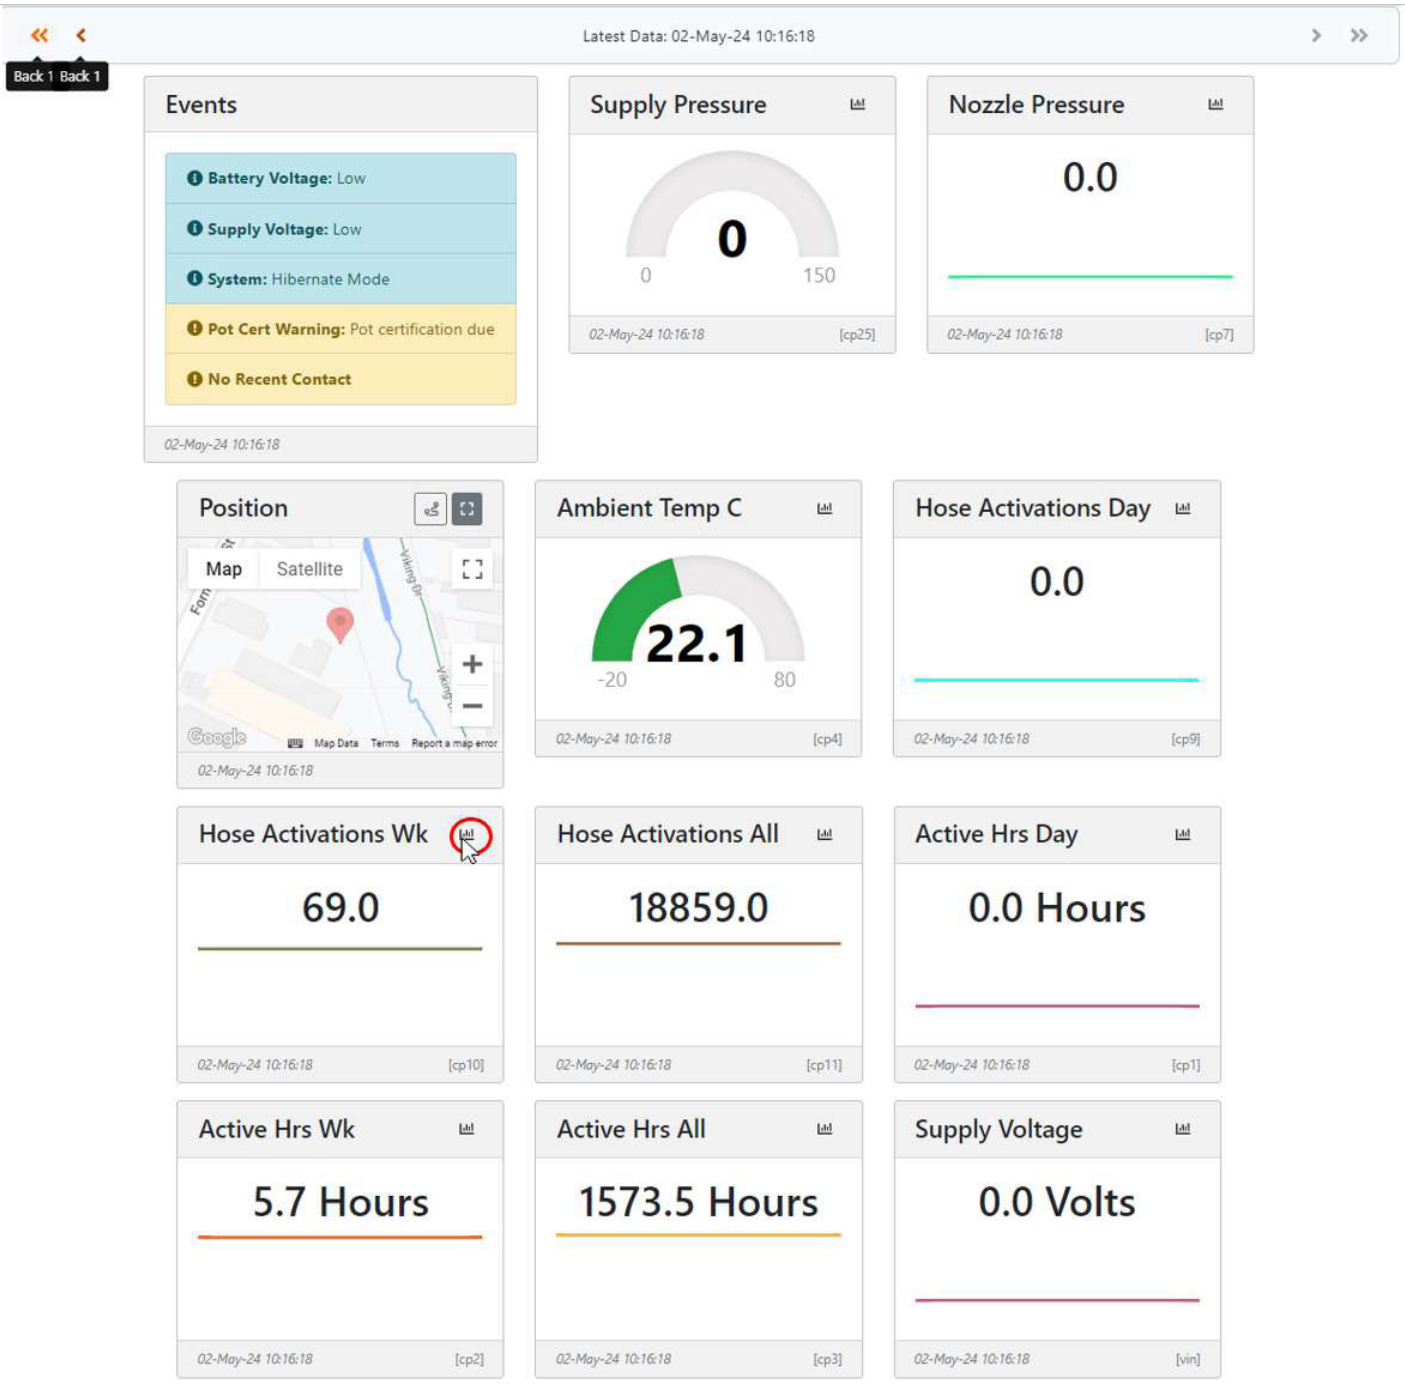 Latest Data: 02-May-24 10:16:18
Back 1 Back 1
Events
Battery Voltage: Low
Supply Voltage: Low
System: Hibernate Mode
Pot Cert Warning: Pot certification due
No Recent Contact
02-May-24 10:16:18
Supply Pressure
0
0 150
02-May-24 10:16:18 [cp25]
Nozzle Pressure
0.0
02-May-24 10:16:18 [cp7]
Position
Map Satellite
Viking Dr
Viking
Google
Map Data Terms Report a map error
02-May-24 10:16:18
Ambient Temp C
22.1
-20 80
02-May-24 10:16:18 [cp4]
Hose Activations Day
0.0
02-May-24 10:16:18 [cp9]
Hose Activations Wk
69.0
02-May-24 10:16:18 [cp10]
Hose Activations All
18859.0
02-May-24 10:16:18 [cp11]
Active Hrs Day
0.0 Hours
02-May-24 10:16:18 [cp1]
Active Hrs Wk
5.7 Hours
02-May-24 10:16:18 [cp2]
Active Hrs All
1573.5 Hours
02-May-24 10:16:18 [cp3]
Supply Voltage
0.0 Volts
02-May-24 10:16:18 [vin]